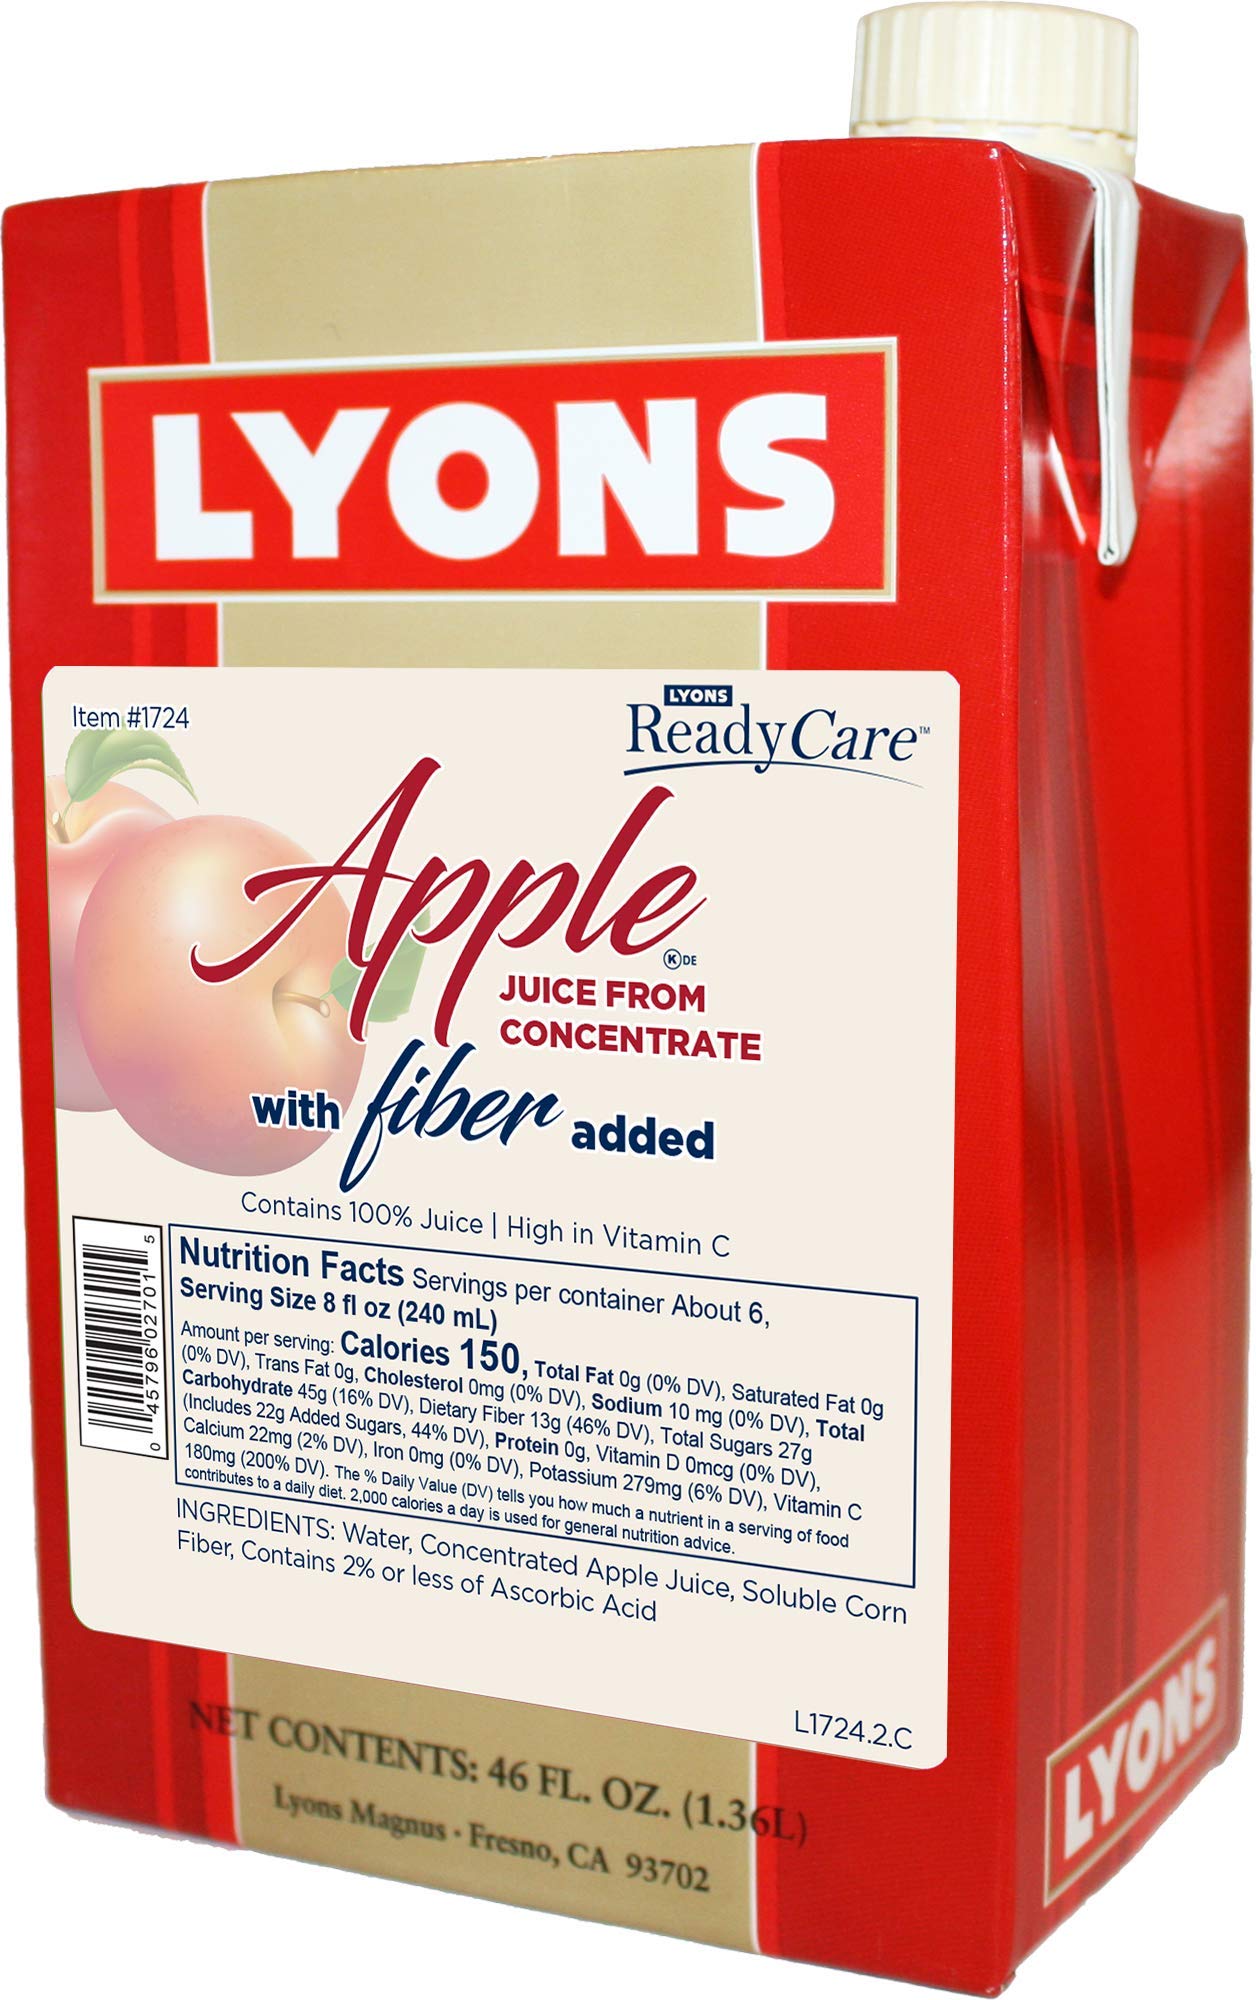 LYONS
Item #1724
LYONS
ReadyCare™
Apple
K DE
JUICE FROM
CONCENTRATE
with fiber added
Contains 100% Juice | High in Vitamin C
Nutrition Facts Servings per container About 6,
Serving Size 8 fl oz (240 mL)
Amount per serving: Calories 150, Total Fat 0g (0% DV), Saturated Fat 0g
(0% DV), Trans Fat 0g, Cholesterol 0mg (0% DV), Sodium 10 mg (0% DV), Total
Carbohydrate 45g (16% DV), Dietary Fiber 13g (46% DV), Total Sugars 27g
(Includes 22g Added Sugars, 44% DV), Protein 0g, Vitamin D 0mcg (0% DV),
Calcium 22mg (2% DV), Iron 0mg (0% DV), Potassium 279mg (6% DV), Vitamin C
180mg (200% DV). The % Daily Value (DV) tells you how much a nutrient in a serving of food
contributes to a daily diet. 2,000 calories a day is used for general nutrition advice.
0 45796 02701 5
INGREDIENTS: Water, Concentrated Apple Juice, Soluble Corn
Fiber, Contains 2% or less of Ascorbic Acid
L1724.2.C
NET CONTENTS: 46 FL. OZ. (1.36L)
Lyons Magnus · Fresno, CA 93702
LYONS